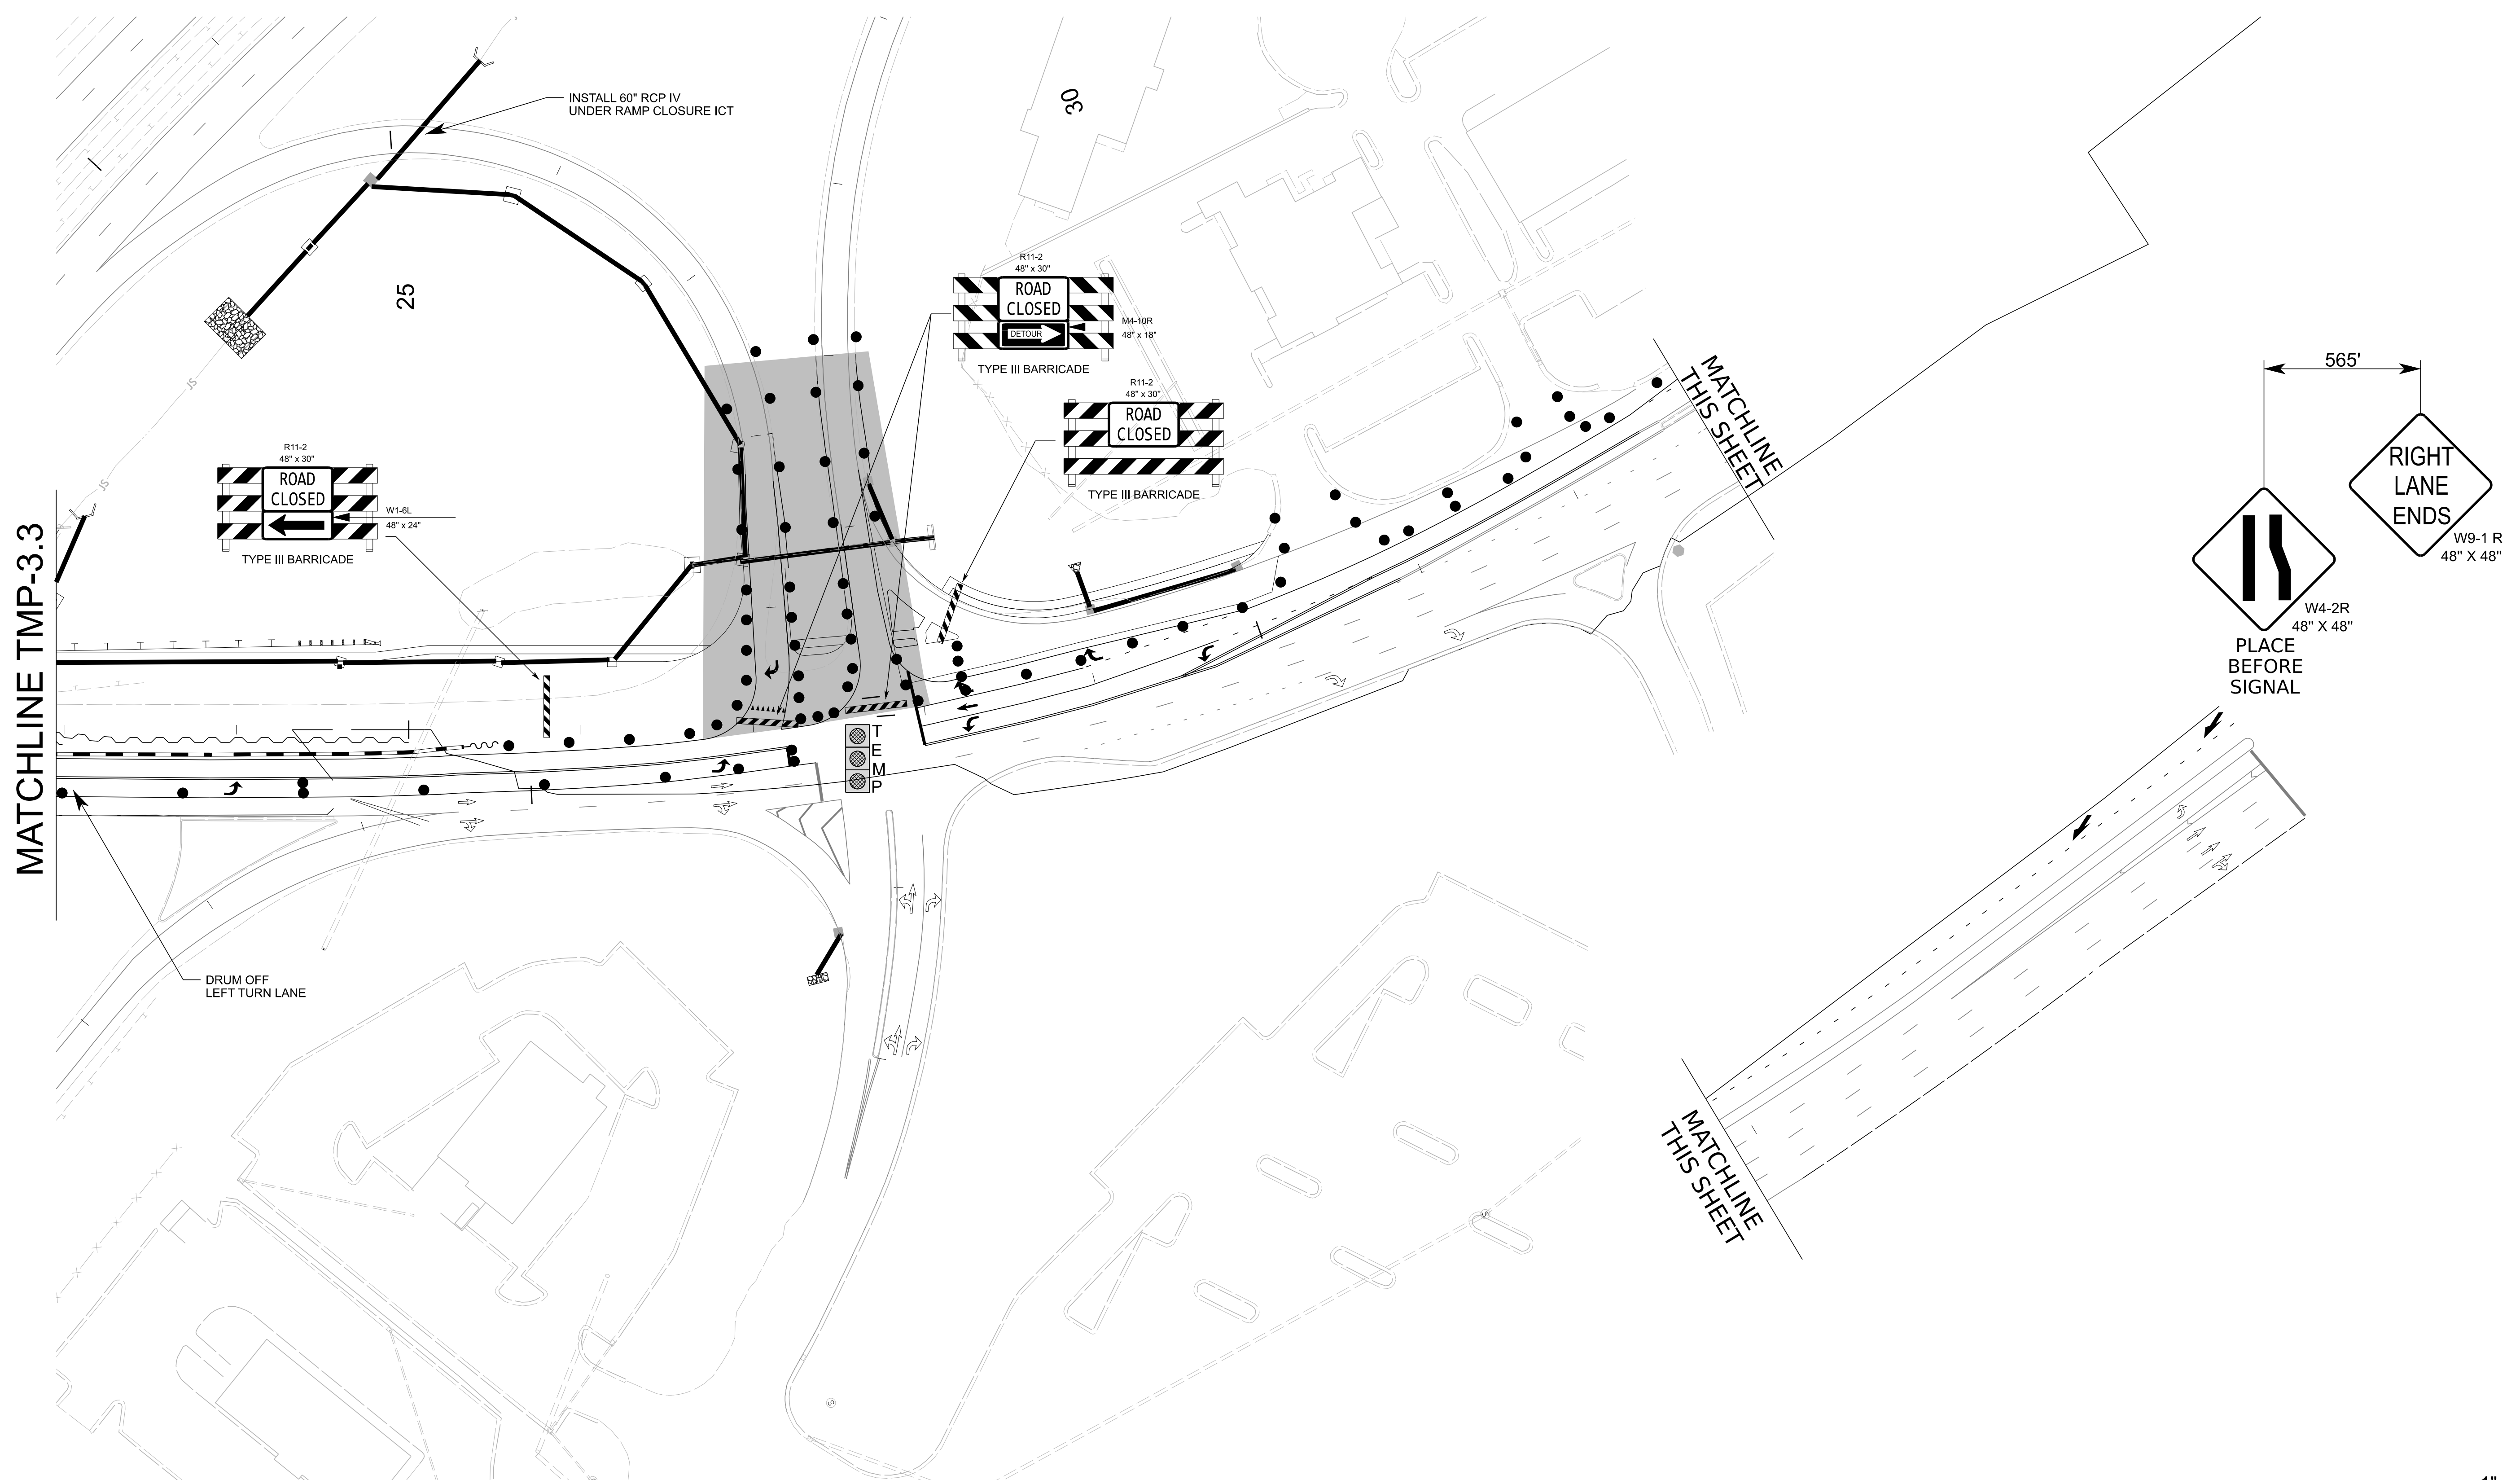 INSTALL 60" RCP IV
UNDER RAMP CLOSURE ICT
30
25
R11-2
48" x 30"
ROAD
CLOSED
DETOUR
M4-10R
48" x 18"
TYPE III BARRICADE
R11-2
48" x 30"
ROAD
CLOSED
TYPE III BARRICADE
R11-2
48" x 30"
ROAD
CLOSED
W1-6L
48" x 24"
TYPE III BARRICADE
JS
JS
MATCHLINE TMP-3.3
MATCHLINE
THIS SHEET
565'
RIGHT
LANE
ENDS
W9-1 R
48" X 48"
W4-2R
48" X 48"
PLACE
BEFORE
SIGNAL
T
E
M
P
DRUM OFF
LEFT TURN LANE
MATCHLINE
THIS SHEET
S
S
1"